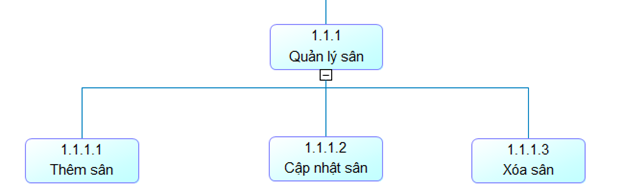 1.1.1
Quản lý sân
1.1.1.1
Thêm sân
1.1.1.2
Cập nhật sân
1.1.1.3
Xóa sân